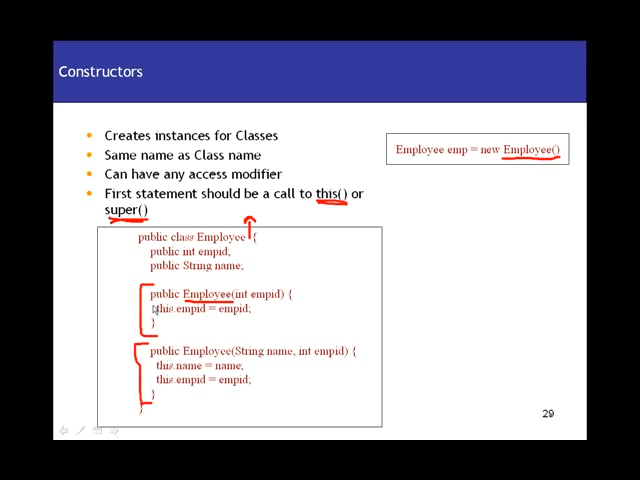 Constructors
Creates instances for Classes
Same name as Class name
Can have any access modifier
First statement should be a call to this() or
super()
Employee emp = new Employee()
public class Employee {
public int empid;
public String name;
public Employee(int empid) {
this.empid = empid;
}
public Employee(String name, int empid) {
this.name = name;
this.empid = empid;
}
}
29